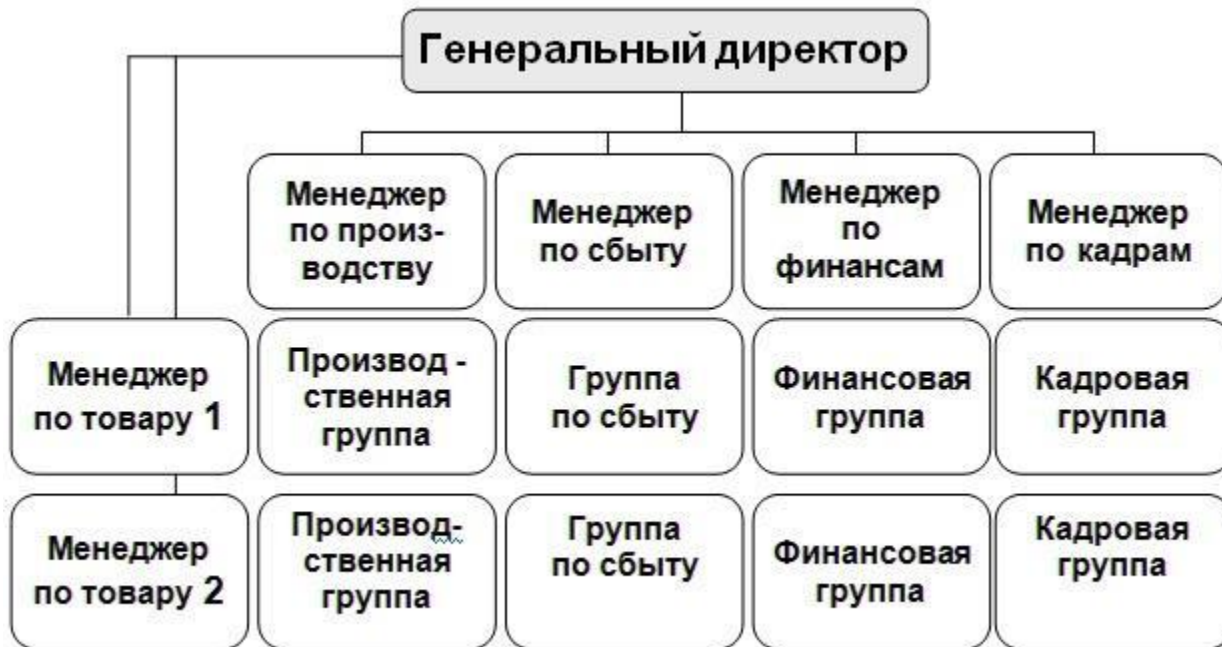 Генеральный директор
Менеджер
по произ-
водству
Менеджер
по сбыту
Менеджер
по
финансам
Менеджер
по кадрам
Менеджер
по товару 1
Производ -
ственная
группа
Группа
по сбыту
Финансовая
группа
Кадровая
группа
Менеджер
по товару 2
Производ-
ственная
группа
Группа
по сбыту
Финансовая
группа
Кадровая
группа